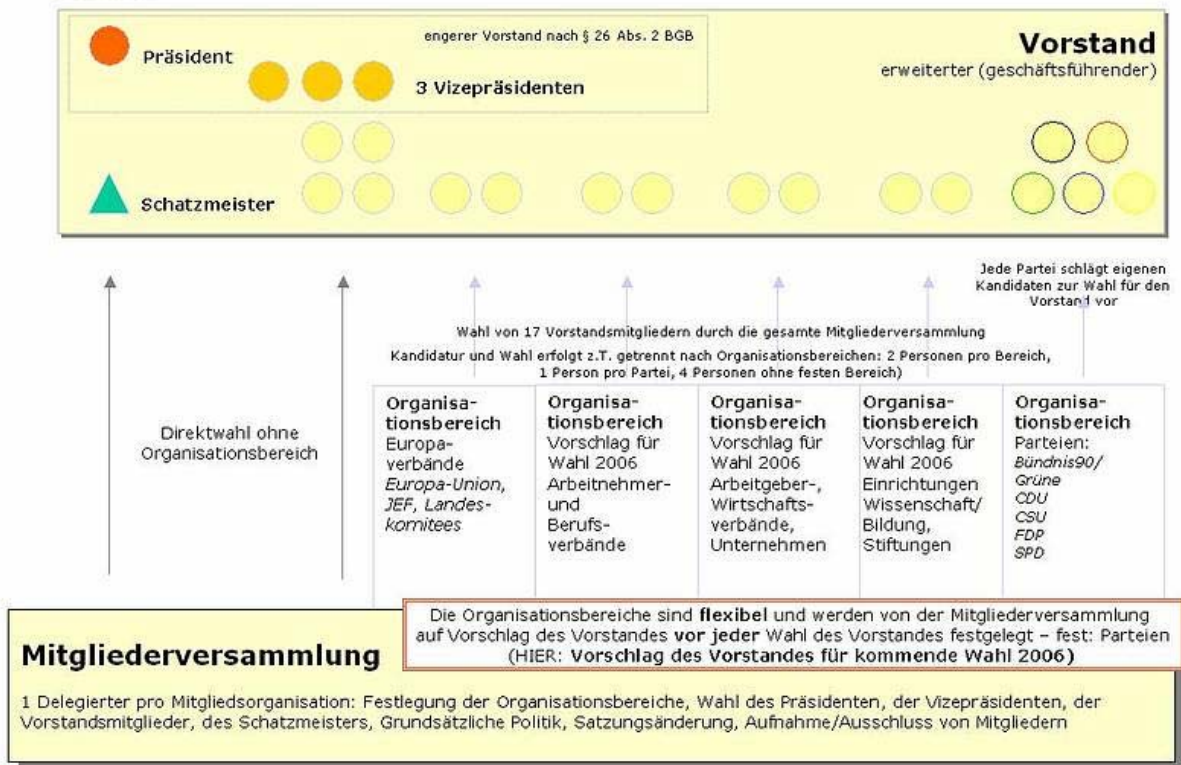 engerer Vorstand nach § 26 Abs. 2 BGB
Präsident
3 Vizepräsidenten
Vorstand
erweiterter (geschäftsführender)
Schatzmeister
Jede Partei schlägt eigenen
Kandidaten zur Wahl für den
Vorstand vor
Wahl von 17 Vorstandsmitgliedern durch die gesamte Mitgliederversammlung
Kandidatur und Wahl erfolgt z.T. getrennt nach Organisationsbereichen: 2 Personen pro Bereich,
1 Person pro Partei, 4 Personen ohne festen Bereich)
Direktwahl ohne
Organisationsbereich
Organisa-
tionsbereich
Europa-
verbände
Europa-Union,
JEF, Landes-
komitees
Organisa-
tionsbereich
Vorschlag für
Wahl 2006
Arbeitnehmer-
und
Berufs-
verbände
Organisa-
tionsbereich
Vorschlag für
Wahl 2006
Arbeitgeber-,
Wirtschafts-
verbände,
Unternehmen
Organisa-
tionsbereich
Vorschlag für
Wahl 2006
Einrichtungen
Wissenschaft/
Bildung,
Stiftungen
Organisa-
tionsbereich
Parteien:
Bündnis90/
Grüne
CDU
CSU
FDP
SPD
Die Organisationsbereiche sind flexibel und werden von der Mitgliederversammlung
auf Vorschlag des Vorstandes vor jeder Wahl des Vorstandes festgelegt – fest: Parteien
(HIER: Vorschlag des Vorstandes für kommende Wahl 2006)
Mitgliederversammlung
1 Delegierter pro Mitgliedsorganisation: Festlegung der Organisationsbereiche, Wahl des Präsidenten, der Vizepräsidenten, der
Vorstandsmitglieder, des Schatzmeisters, Grundsätzliche Politik, Satzungsänderung, Aufnahme/Ausschluss von Mitgliedern